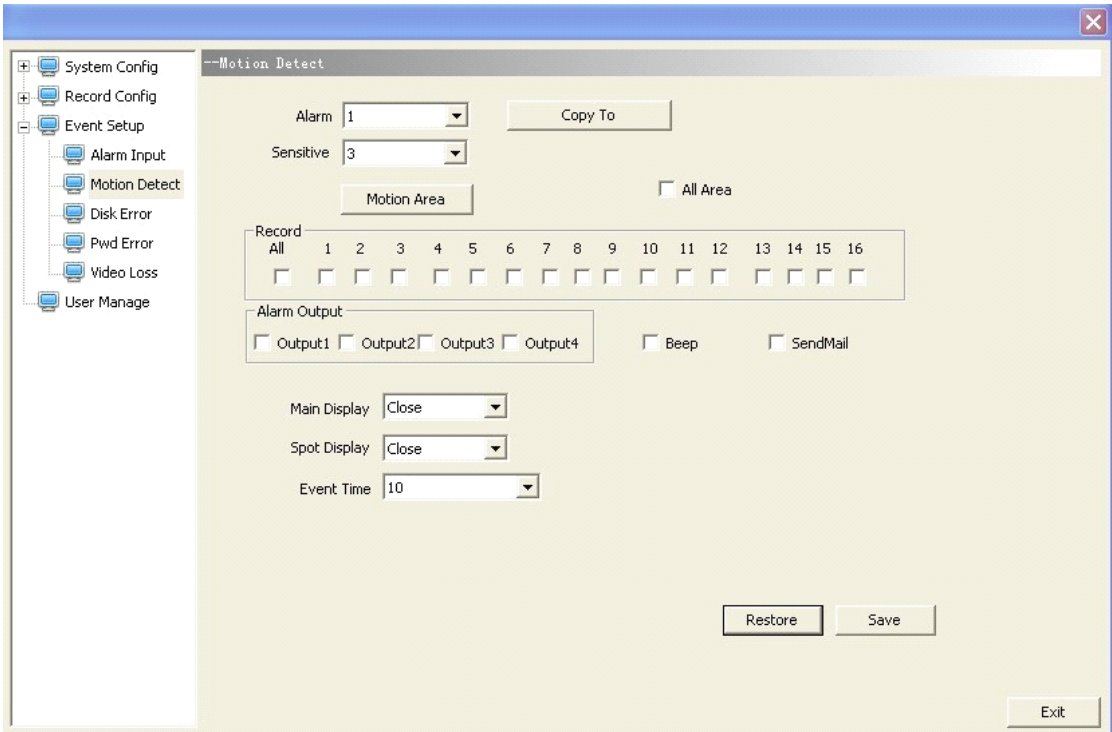 System Config
Record Config
Event Setup
Alarm Input
Motion Detect
Disk Error
Pwd Error
Video Loss
User Manage
--Motion Detect
Alarm 1 Copy To
Sensitive 3
Motion Area All Area
Record
All 1 2 3 4 5 6 7 8 9 10 11 12 13 14 15 16
Alarm Output
Output1 Output2 Output3 Output4 Beep SendMail
Main Display Close
Spot Display Close
Event Time 10
Restore Save
Exit